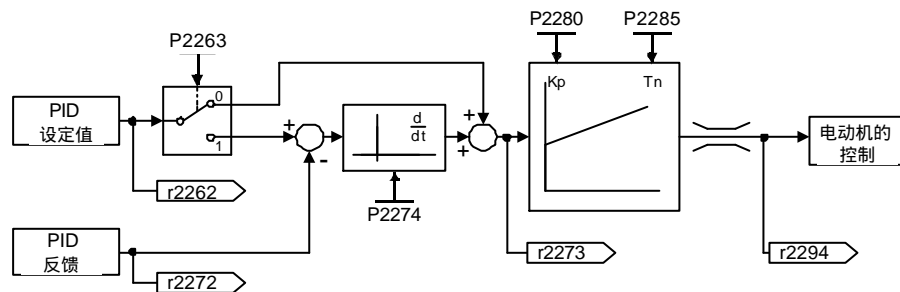 P2280
P2285
P2263
Kp
Tn
PID
设定值
0
1
+
-
d
dt
+
+
电动机的
控制
r2262
P2274
PID
反馈
r2272
r2273
r2294